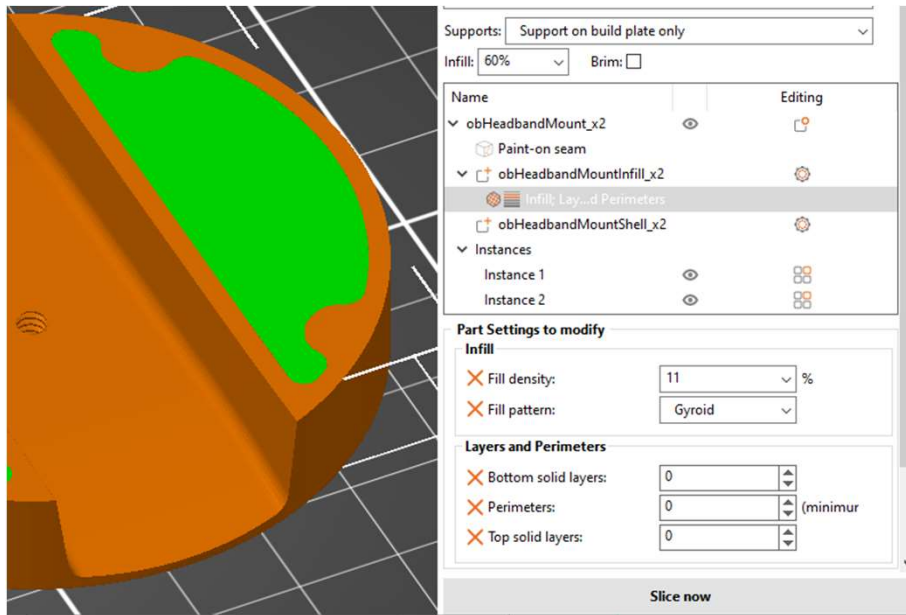 Supports: Support on build plate only
Infill: 60% Brim:
Name Editing
obHeadbandMount_x2
Paint-on seam
obHeadbandMountInfill_x2
Infill; Lay...d Perimeters
obHeadbandMountShell_x2
Instances
Instance 1
Instance 2
Part Settings to modify
Infill
Fill density: 11 %
Fill pattern: Gyroid
Layers and Perimeters
Bottom solid layers: 0
Perimeters: 0 (minimur
Top solid layers: 0
Slice now